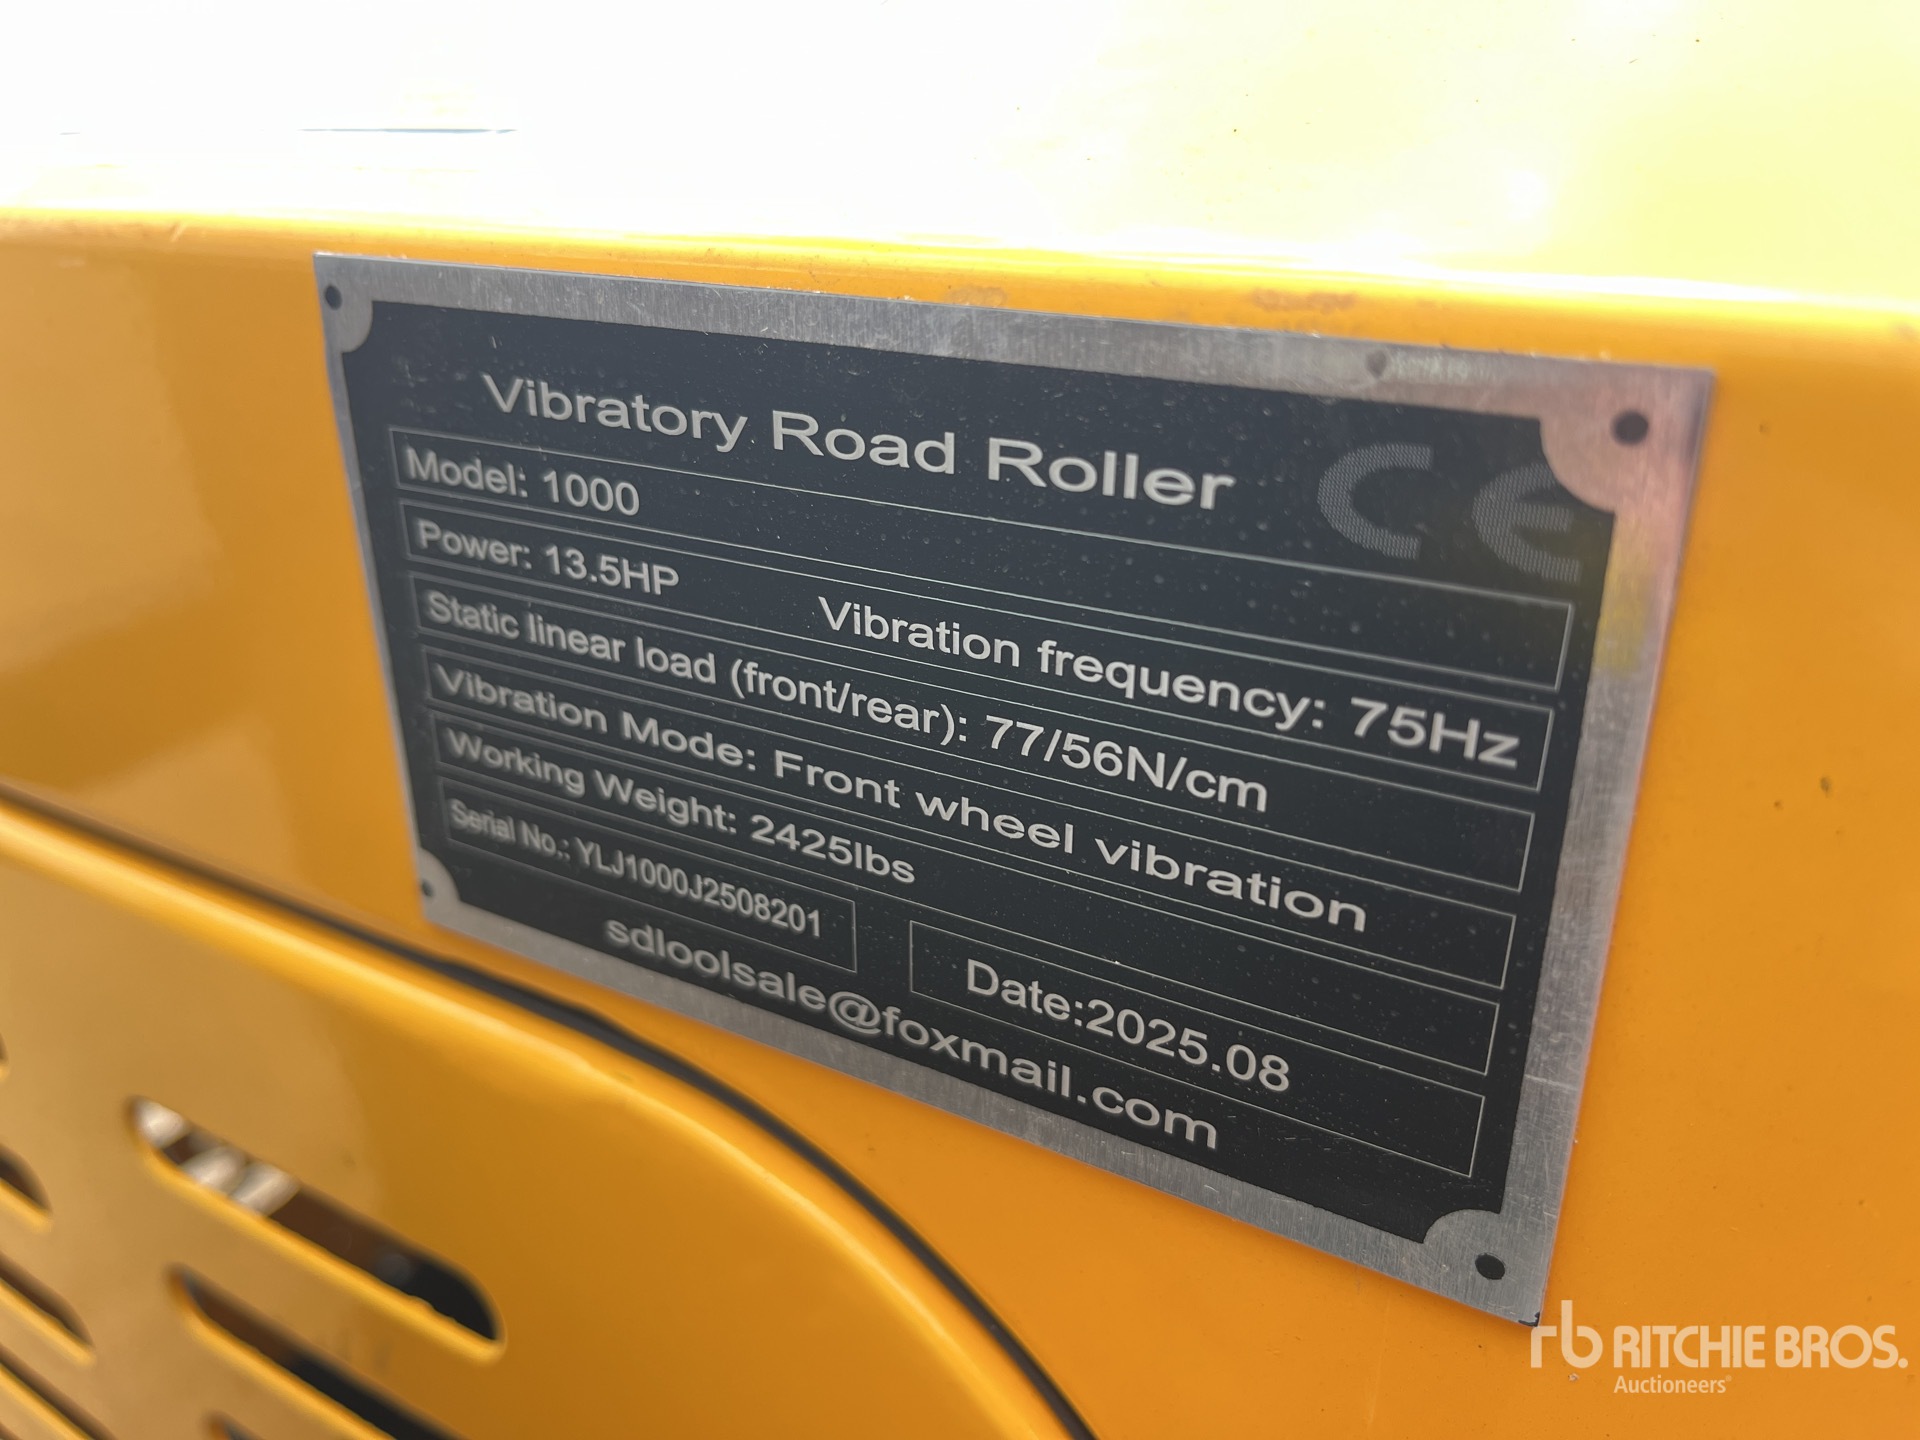 Vibratory Road Roller
CE
Model: 1000
Power: 13.5HP Vibration frequency: 75Hz
Static linear load (front/rear): 77/56N/cm
Vibration Mode: Front wheel vibration
Working Weight: 2425lbs
Serial No.: YLJ1000J2508201
Date:2025.08
sdloolsale@foxmail.com
rb RITCHIE BROS.
Auctioneers